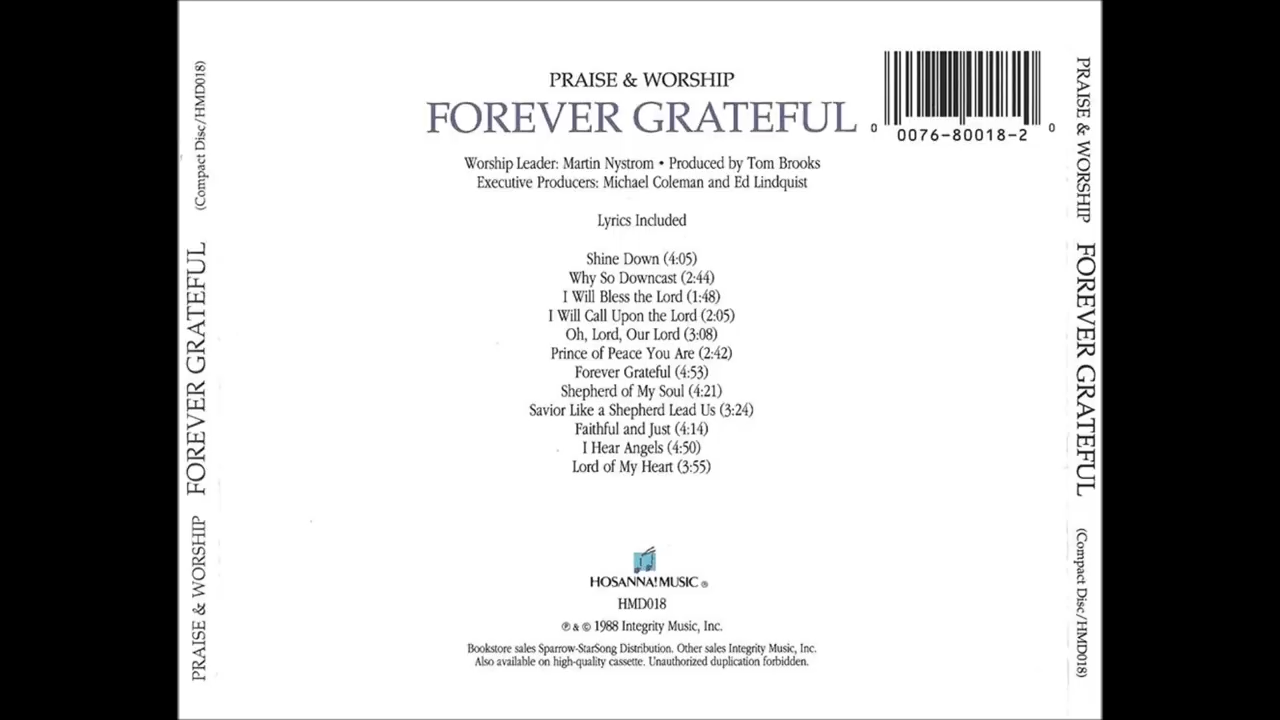 (Compact Disc/HMD018)
FOREVER GRATEFUL
PRAISE & WORSHIP
PRAISE & WORSHIP
FOREVER GRATEFUL
0 0076-80018-2 0
Worship Leader: Martin Nystrom • Produced by Tom Brooks
Executive Producers: Michael Coleman and Ed Lindquist
Lyrics Included
Shine Down (4:05)
Why So Downcast (2:44)
I Will Bless the Lord (1:48)
I Will Call Upon the Lord (2:05)
Oh, Lord, Our Lord (3:08)
Prince of Peace You Are (2:42)
Forever Grateful (4:53)
Shepherd of My Soul (4:21)
Savior Like a Shepherd Lead Us (3:24)
Faithful and Just (4:14)
I Hear Angels (4:50)
Lord of My Heart (3:55)
HOSANNA! MUSIC ®
HMD018
℗ & © 1988 Integrity Music, Inc.
Bookstore sales Sparrow-StarSong Distribution. Other sales Integrity Music, Inc.
Also available on high-quality cassette. Unauthorized duplication forbidden.
PRAISE & WORSHIP
FOREVER GRATEFUL
(Compact Disc/HMD018)